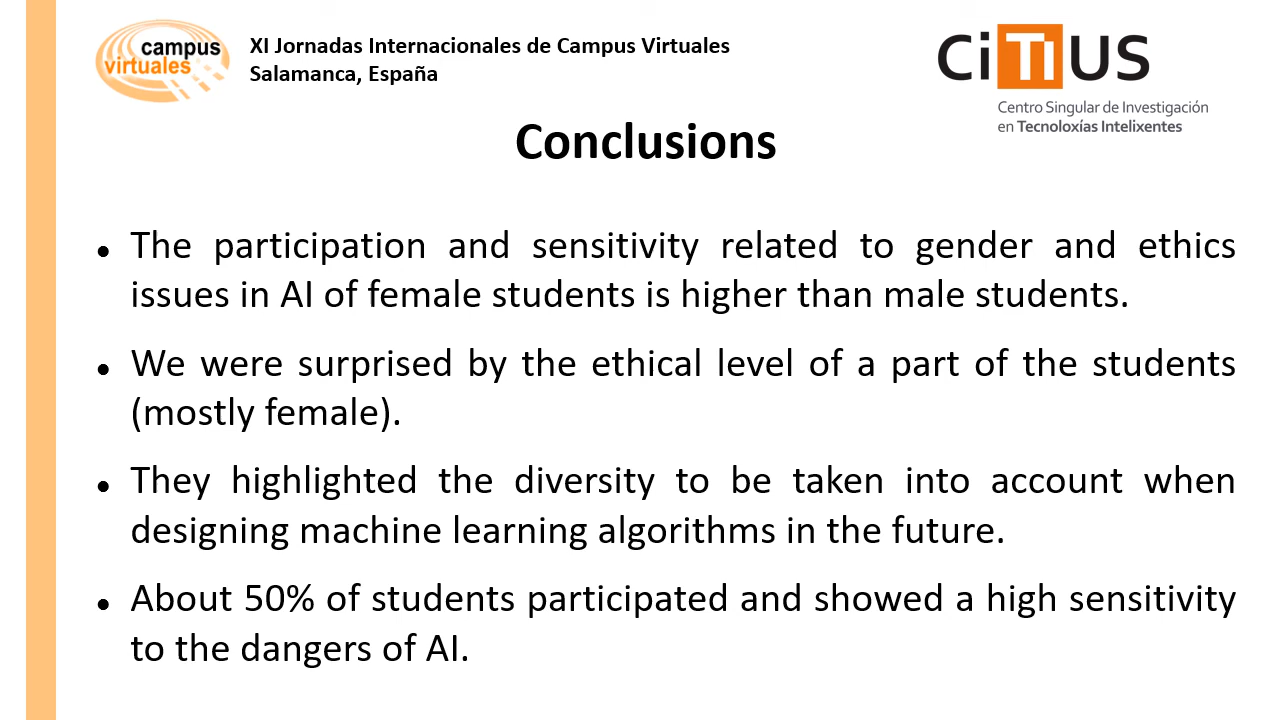 campus
virtuales
XI Jornadas Internacionales de Campus Virtuales
Salamanca, España
CiTIUS
Centro Singular de Investigación
en Tecnoloxías Intelixentes
Conclusions
• The participation and sensitivity related to gender and ethics
issues in AI of female students is higher than male students.
• We were surprised by the ethical level of a part of the students
(mostly female).
• They highlighted the diversity to be taken into account when
designing machine learning algorithms in the future.
• About 50% of students participated and showed a high sensitivity
to the dangers of AI.